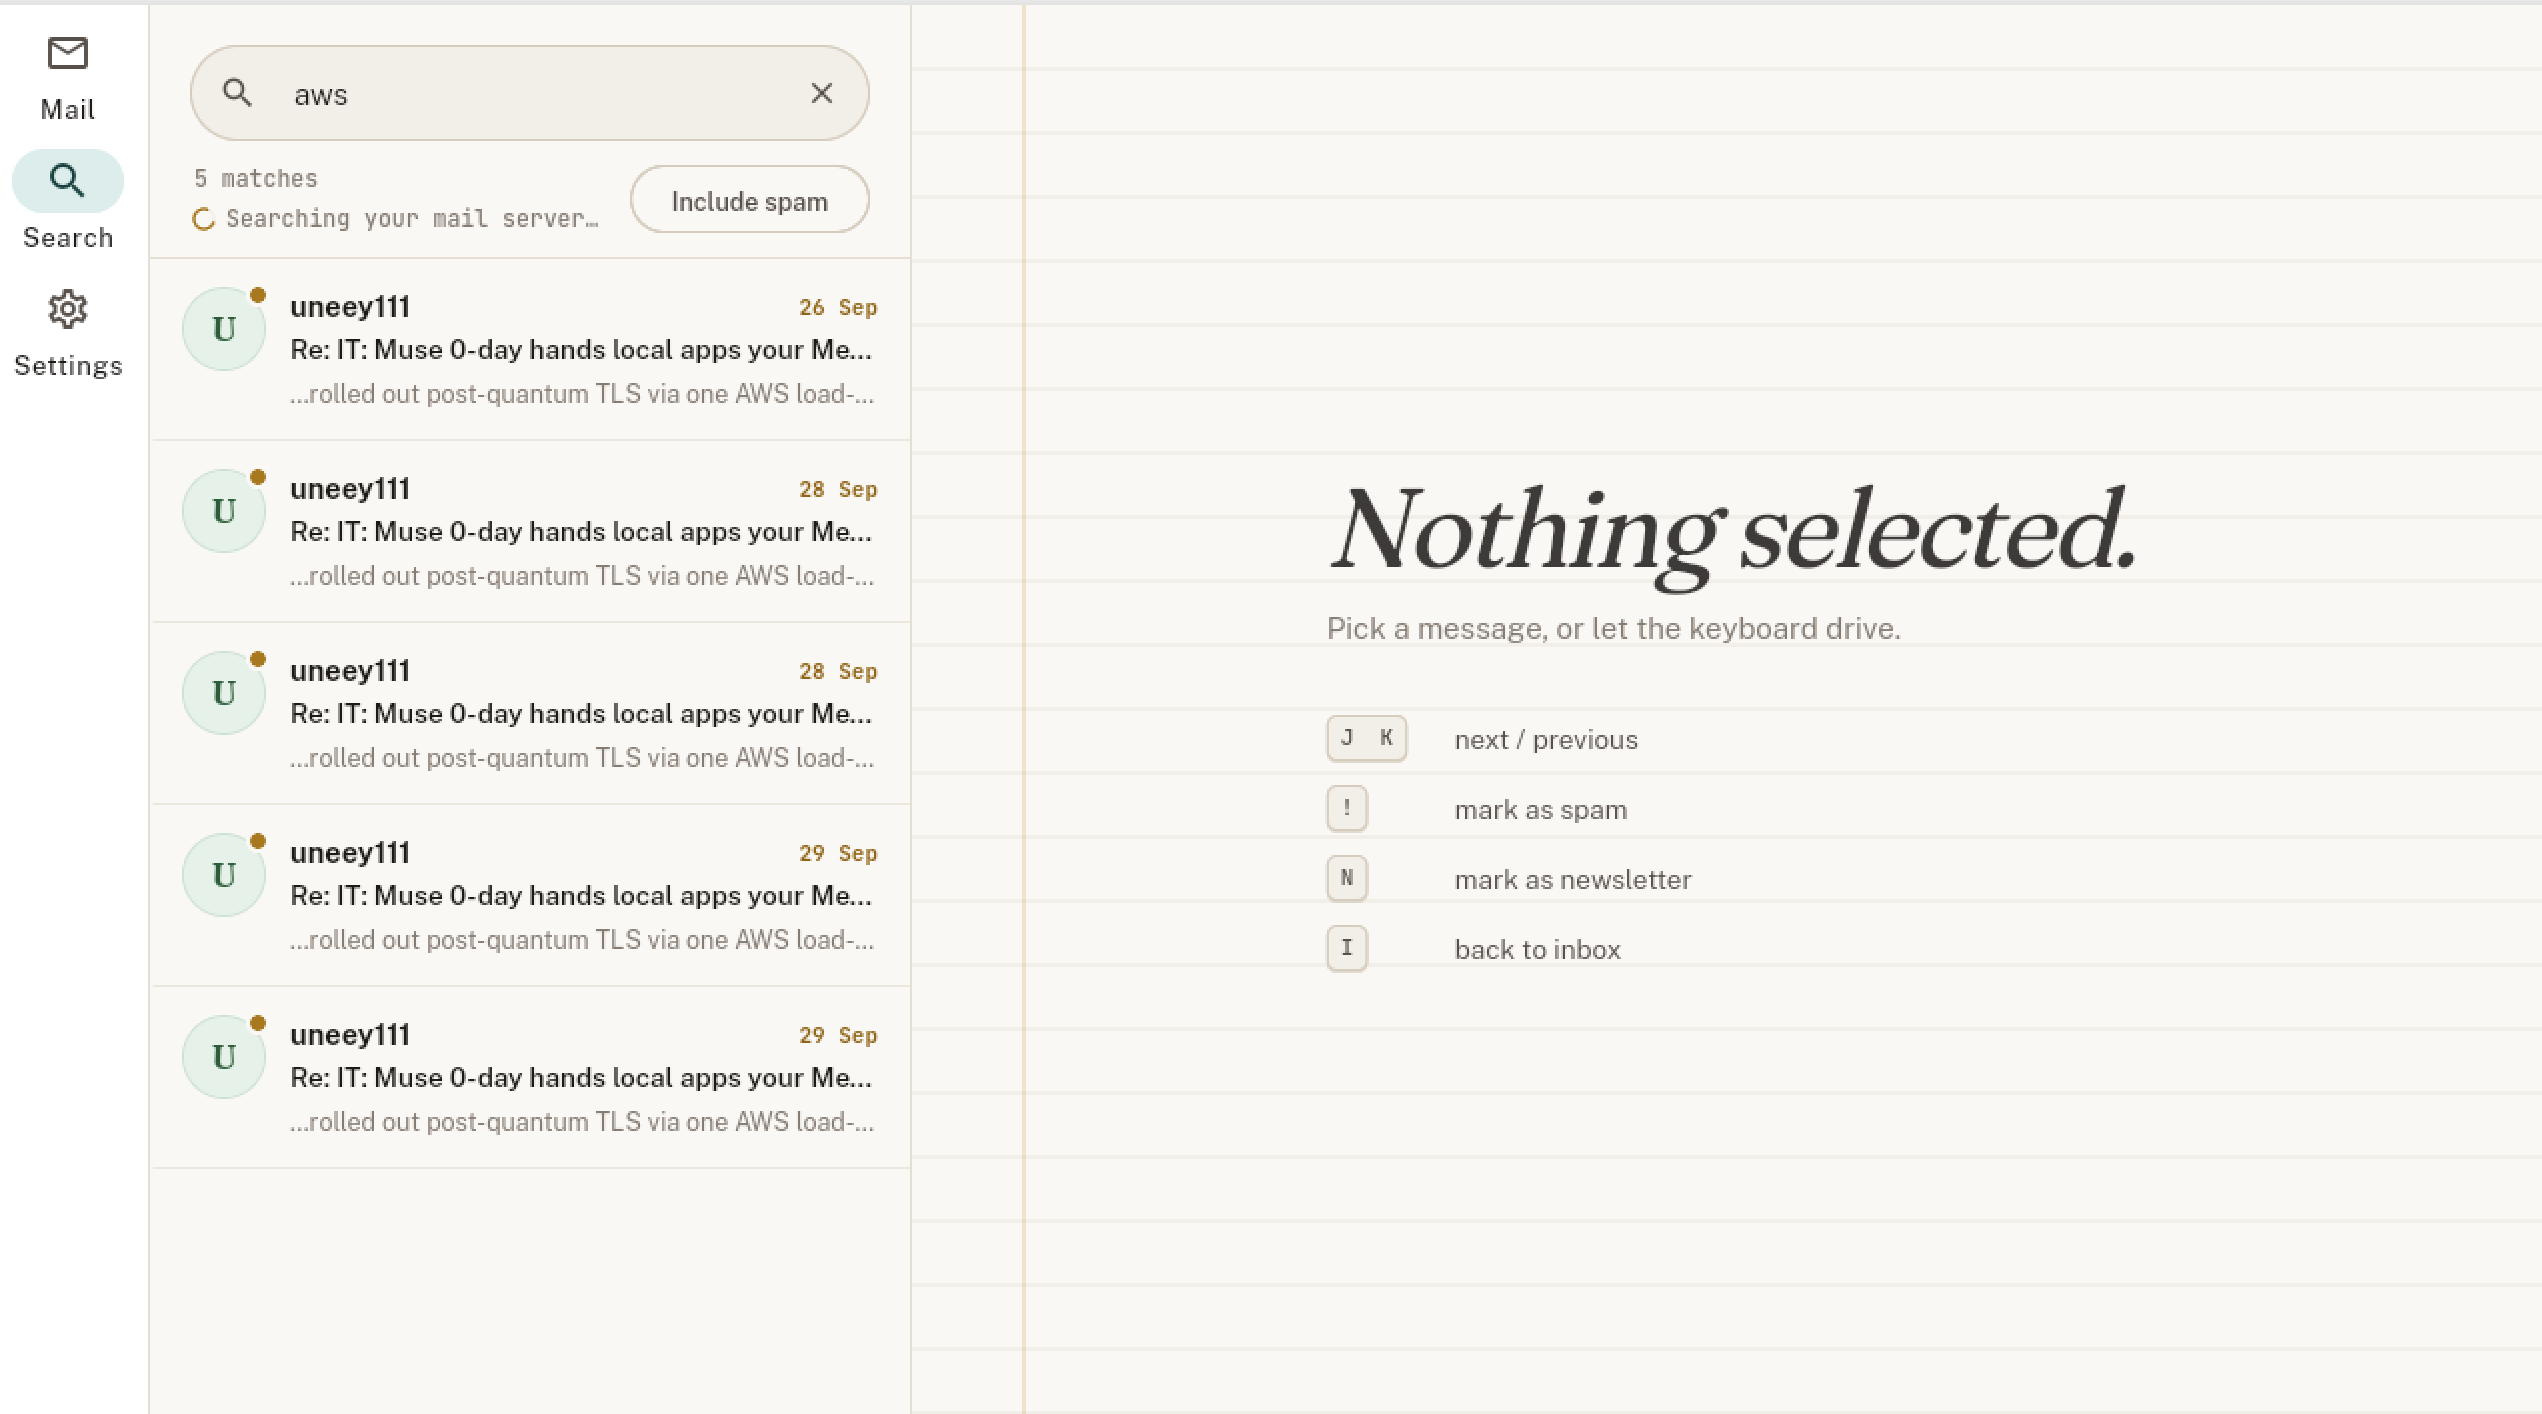 Mail
Search
Settings
aws
5 matches
Searching your mail server…
Include spam
U
uneey111
26 Sep
Re: IT: Muse 0-day hands local apps your Me...
...rolled out post-quantum TLS via one AWS load-...
U
uneey111
28 Sep
Re: IT: Muse 0-day hands local apps your Me...
...rolled out post-quantum TLS via one AWS load-...
U
uneey111
28 Sep
Re: IT: Muse 0-day hands local apps your Me...
...rolled out post-quantum TLS via one AWS load-...
U
uneey111
29 Sep
Re: IT: Muse 0-day hands local apps your Me...
...rolled out post-quantum TLS via one AWS load-...
U
uneey111
29 Sep
Re: IT: Muse 0-day hands local apps your Me...
...rolled out post-quantum TLS via one AWS load-...
Nothing selected.
Pick a message, or let the keyboard drive.
J K next / previous
! mark as spam
N mark as newsletter
I back to inbox